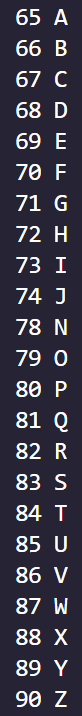 65 A
66 B
67 C
68 D
69 E
70 F
71 G
72 H
73 I
74 J
78 N
79 O
80 P
81 Q
82 R
83 S
84 T
85 U
86 V
87 W
88 X
89 Y
90 Z